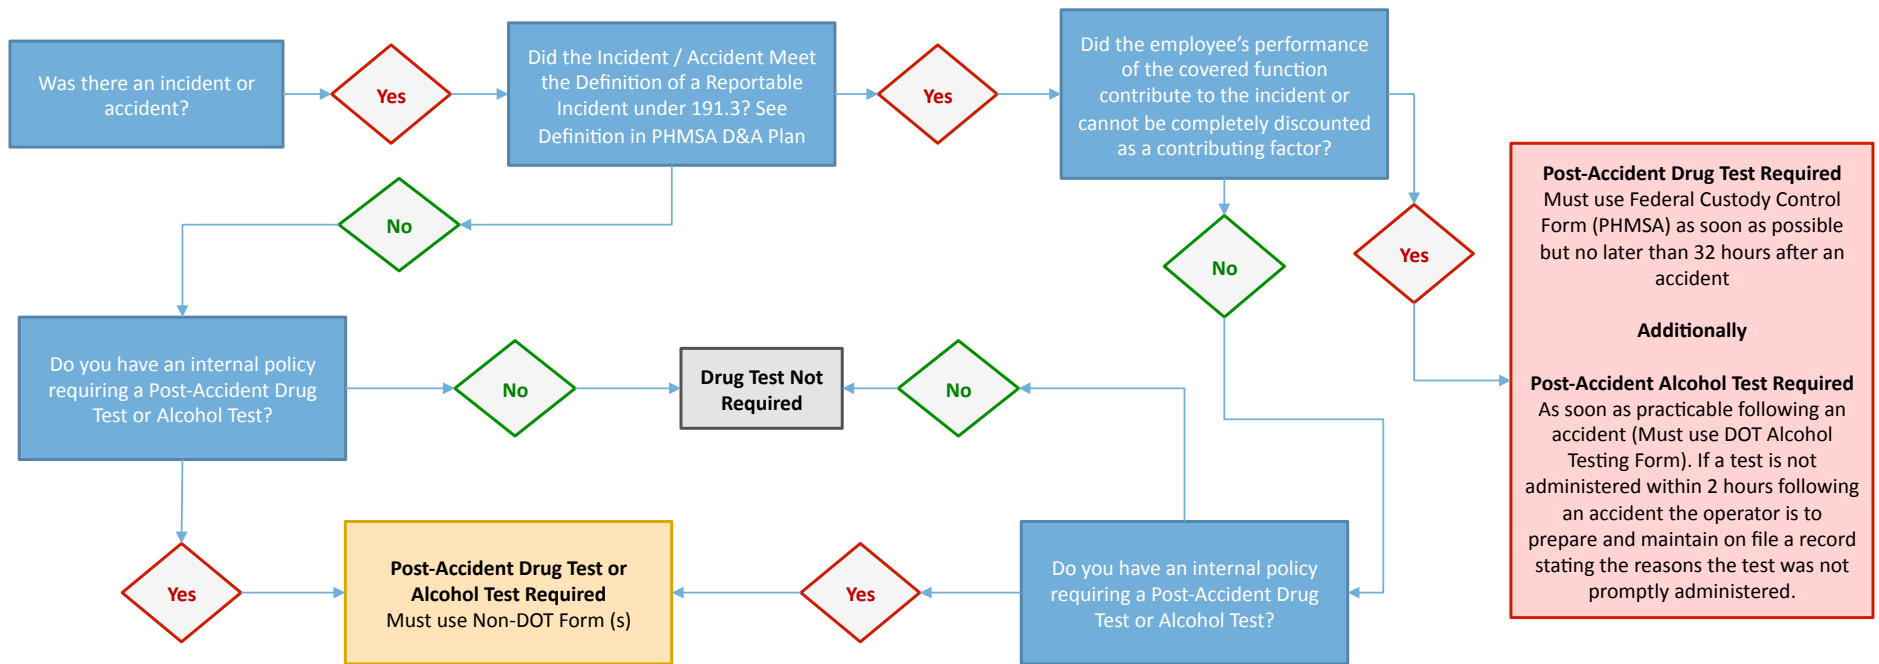 Was there an incident or
accident?
Yes
Did the Incident / Accident Meet
the Definition of a Reportable
Incident under 191.3? See
Definition in PHMSA D&A Plan
Yes
Did the employee's performance
of the covered function
contribute to the incident or
cannot be completely discounted
as a contributing factor?
No
No
Yes
Post-Accident Drug Test Required
Must use Federal Custody Control
Form (PHMSA) as soon as possible
but no later than 32 hours after an
accident
Additionally
Post-Accident Alcohol Test Required
As soon as practicable following an
accident (Must use DOT Alcohol
Testing Form). If a test is not
administered within 2 hours following
an accident the operator is to
prepare and maintain on file a record
stating the reasons the test was not
promptly administered.
Do you have an internal policy
requiring a Post-Accident Drug
Test or Alcohol Test?
No
Drug Test Not
Required
No
Yes
Post-Accident Drug Test or
Alcohol Test Required
Must use Non-DOT Form (s)
Yes
Do you have an internal policy
requiring a Post-Accident Drug
Test or Alcohol Test?